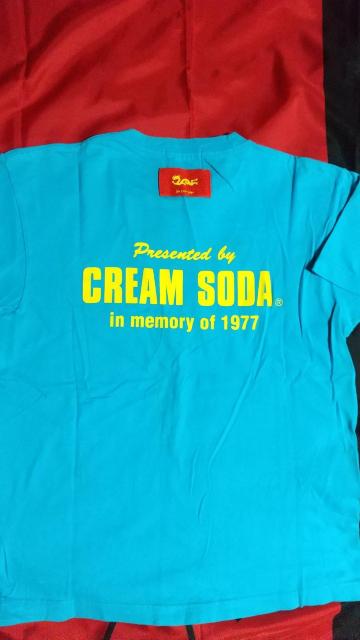 Presented by
CREAM SODA®
in memory of 1977